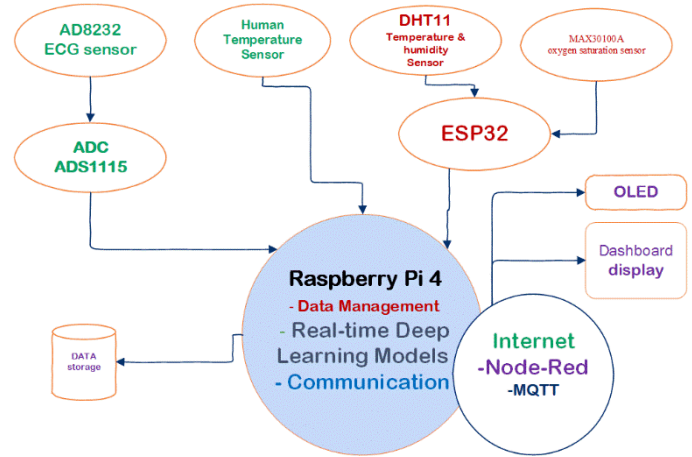 AD8232
ECG sensor
Human
Temperature
Sensor
DHT11
Temperature &
humidity
Sensor
MAX30100A
oxygen saturation sensor
ADC
ADS1115
ESP32
OLED
Dashboard
display
Raspberry Pi 4
- Data Management
- Real-time Deep
Learning Models
- Communication
Internet
-Node-Red
-MQTT
DATA
storage